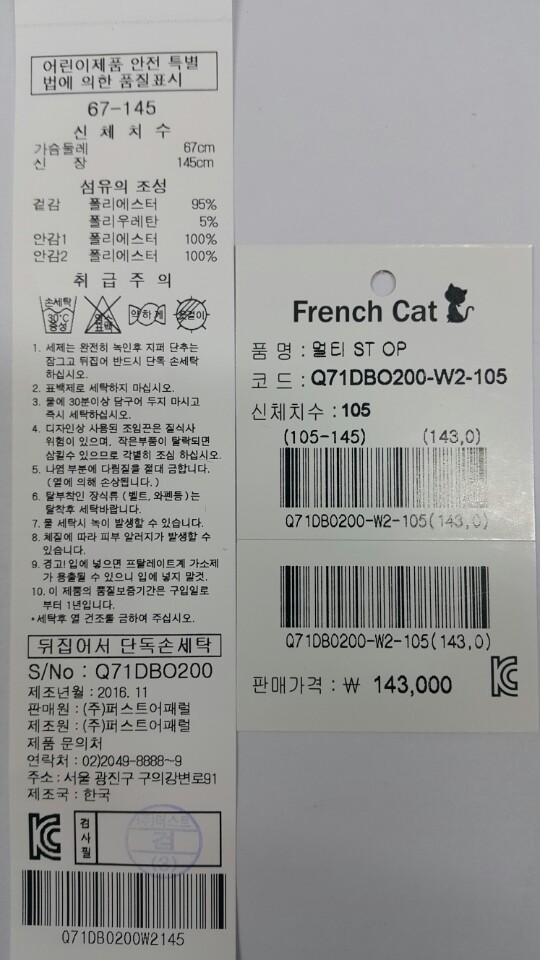 어린이제품 안전 특별
법에 의한 품질표시
67-145
신 체 치 수
가슴둘레 67cm
신 장 145cm
섬유의 조성
겉감 폴리에스터 95%
폴리우레탄 5%
안감1 폴리에스터 100%
안감2 폴리에스터 100%
취 급 주 의
손세탁
30°C
중성
염소
표백
약하게
옷걸이
1. 세제는 완전히 녹인후 지퍼 단추는
잠그고 뒤집어 반드시 단독 손세탁
하십시오.
2. 표백제로 세탁하지 마십시오.
3. 물에 30분이상 담구어 두지 마시고
즉시 세탁하십시오.
4. 디자인상 사용된 조임끈은 질식사
위험이 있으며, 작은부품이 탈락되면
삼킬수 있으므로 각별히 조심 하십시오.
5. 나염 부분에 다림질을 절대 금합니다.
(열에 의해 손상됩니다.)
6. 탈부착인 장식류 (벨트, 와펜등)는
탈착후 세탁바랍니다.
7. 물 세탁시 녹이 발생할 수 있습니다.
8. 체질에 따라 피부 알러지가 발생할 수
있습니다.
9. 경고! 입에 넣으면 프탈레이트계 가소제
가 용출될 수 있으니 입에 넣지 말것.
10. 이 제품의 품질보증기간은 구입일로
부터 1년입니다.
*세탁후 열 건조를 금하여 주십시오.
뒤집어서 단독손세탁
S/No : Q71DBO200
제조년월 : 2016. 11
판매원 : (주)퍼스트어패럴
제조원 : (주)퍼스트어패럴
제품 문의처
연락처 : 02)2049-8888~9
주소 : 서울 광진구 구의강변로91
제조국 : 한국
검사필
(주)퍼스트
검
(3)
Q71DBO200W2145
French Cat
품 명 : 멀티 ST OP
코 드 : Q71DBO200-W2-105
신체치수 : 105
(105-145) (143,0)
Q71DBO200-W2-105(143,0)
Q71DBO200-W2-105(143,0)
판매가격 : ₩ 143,000